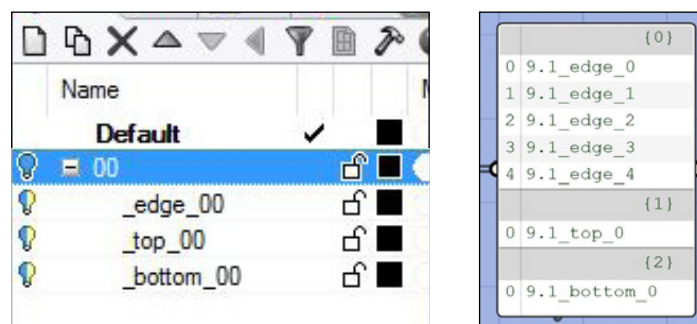 Name
Default
00
_edge_00
_top_00
_bottom_00
{0}
0 9.1_edge_0
1 9.1_edge_1
2 9.1_edge_2
3 9.1_edge_3
4 9.1_edge_4
{1}
0 9.1_top_0
{2}
0 9.1_bottom_0